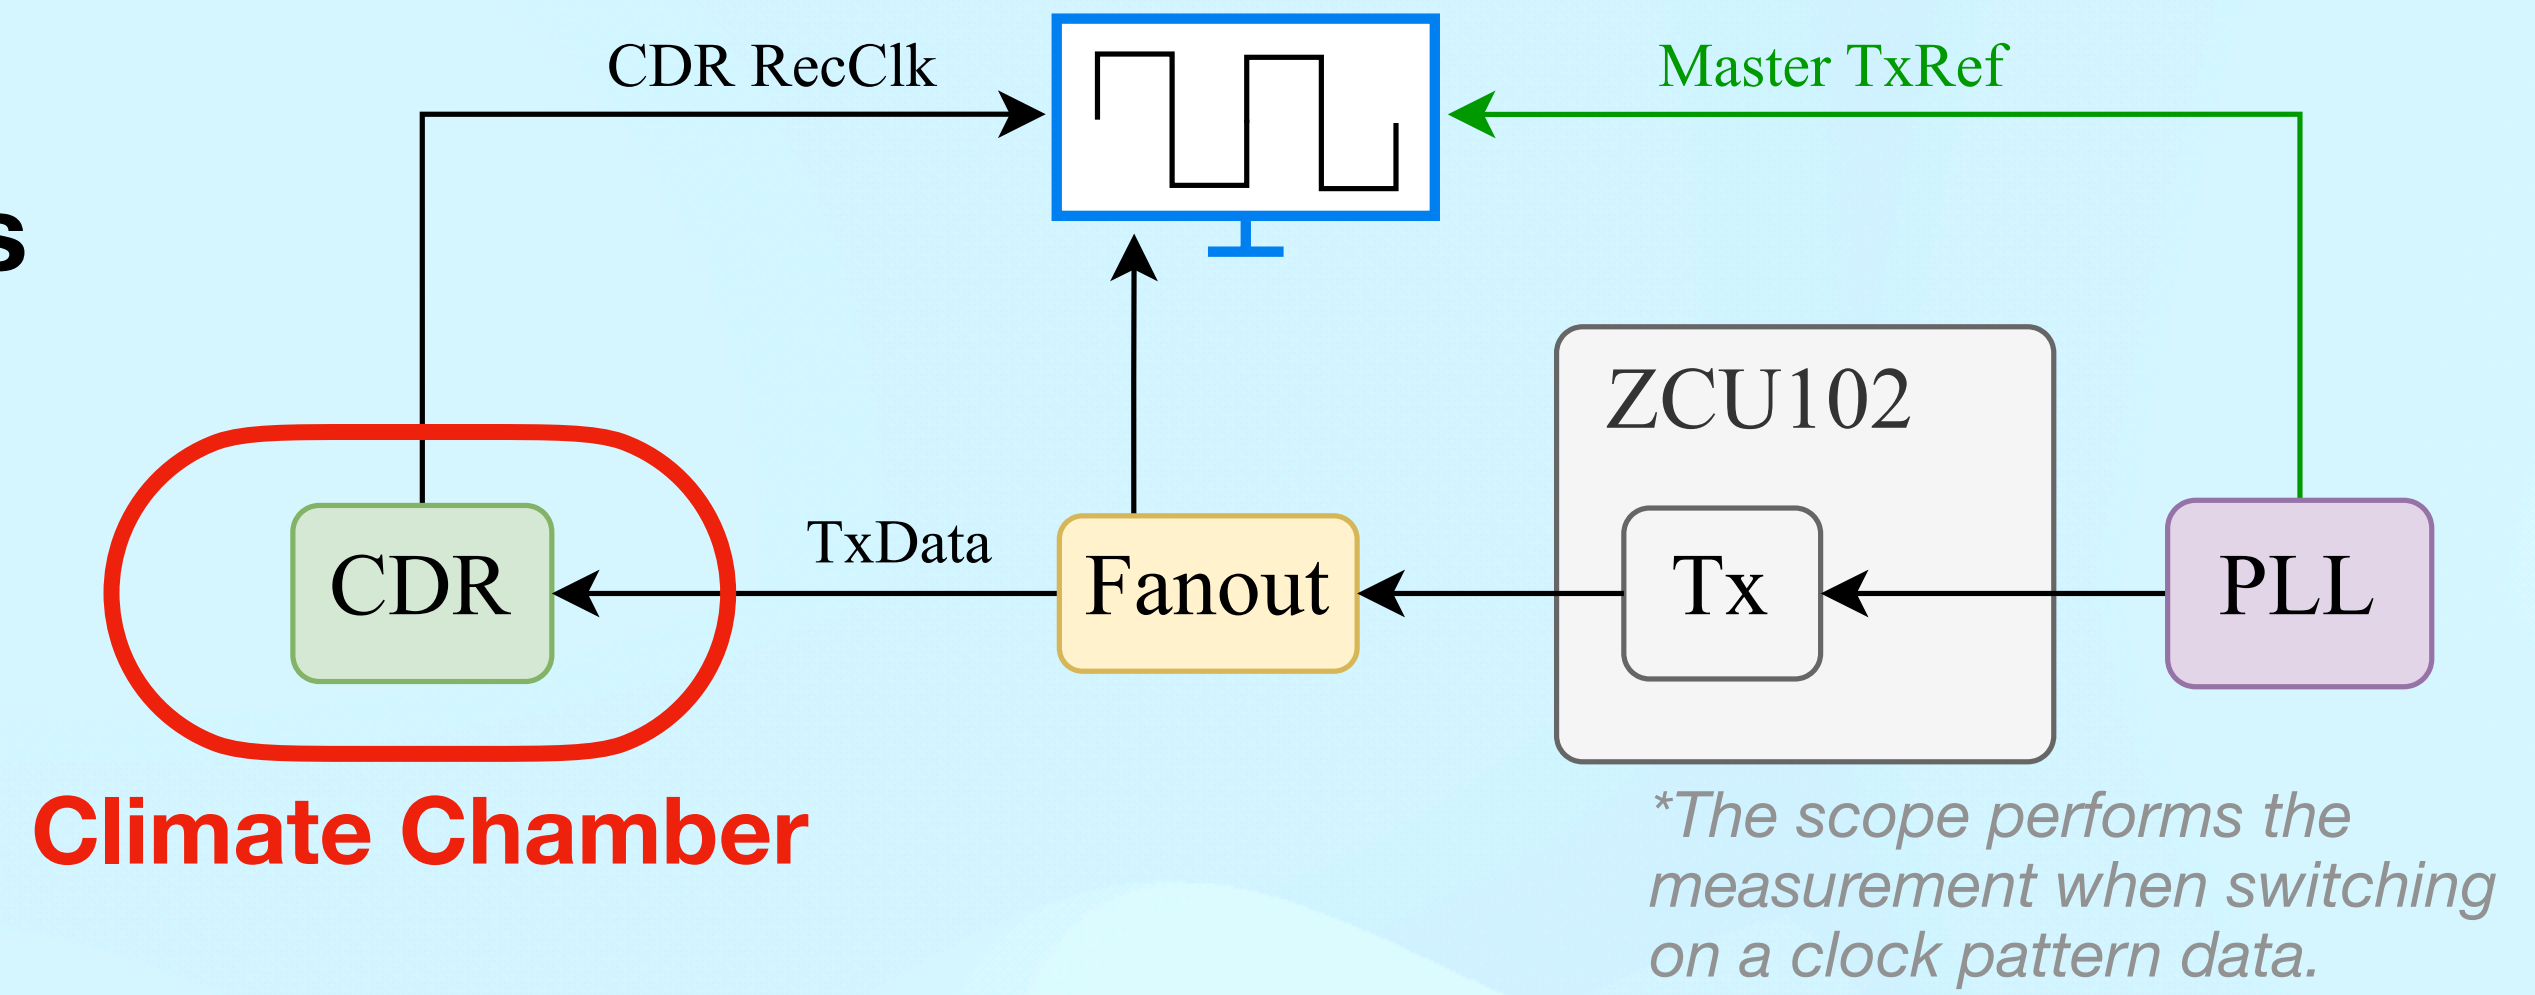 CDR RecClk
Master TxRef
s
ZCU102
TxData
CDR
Fanout
Tx
PLL
Climate Chamber
*The scope performs the
measurement when switching
on a clock pattern data.